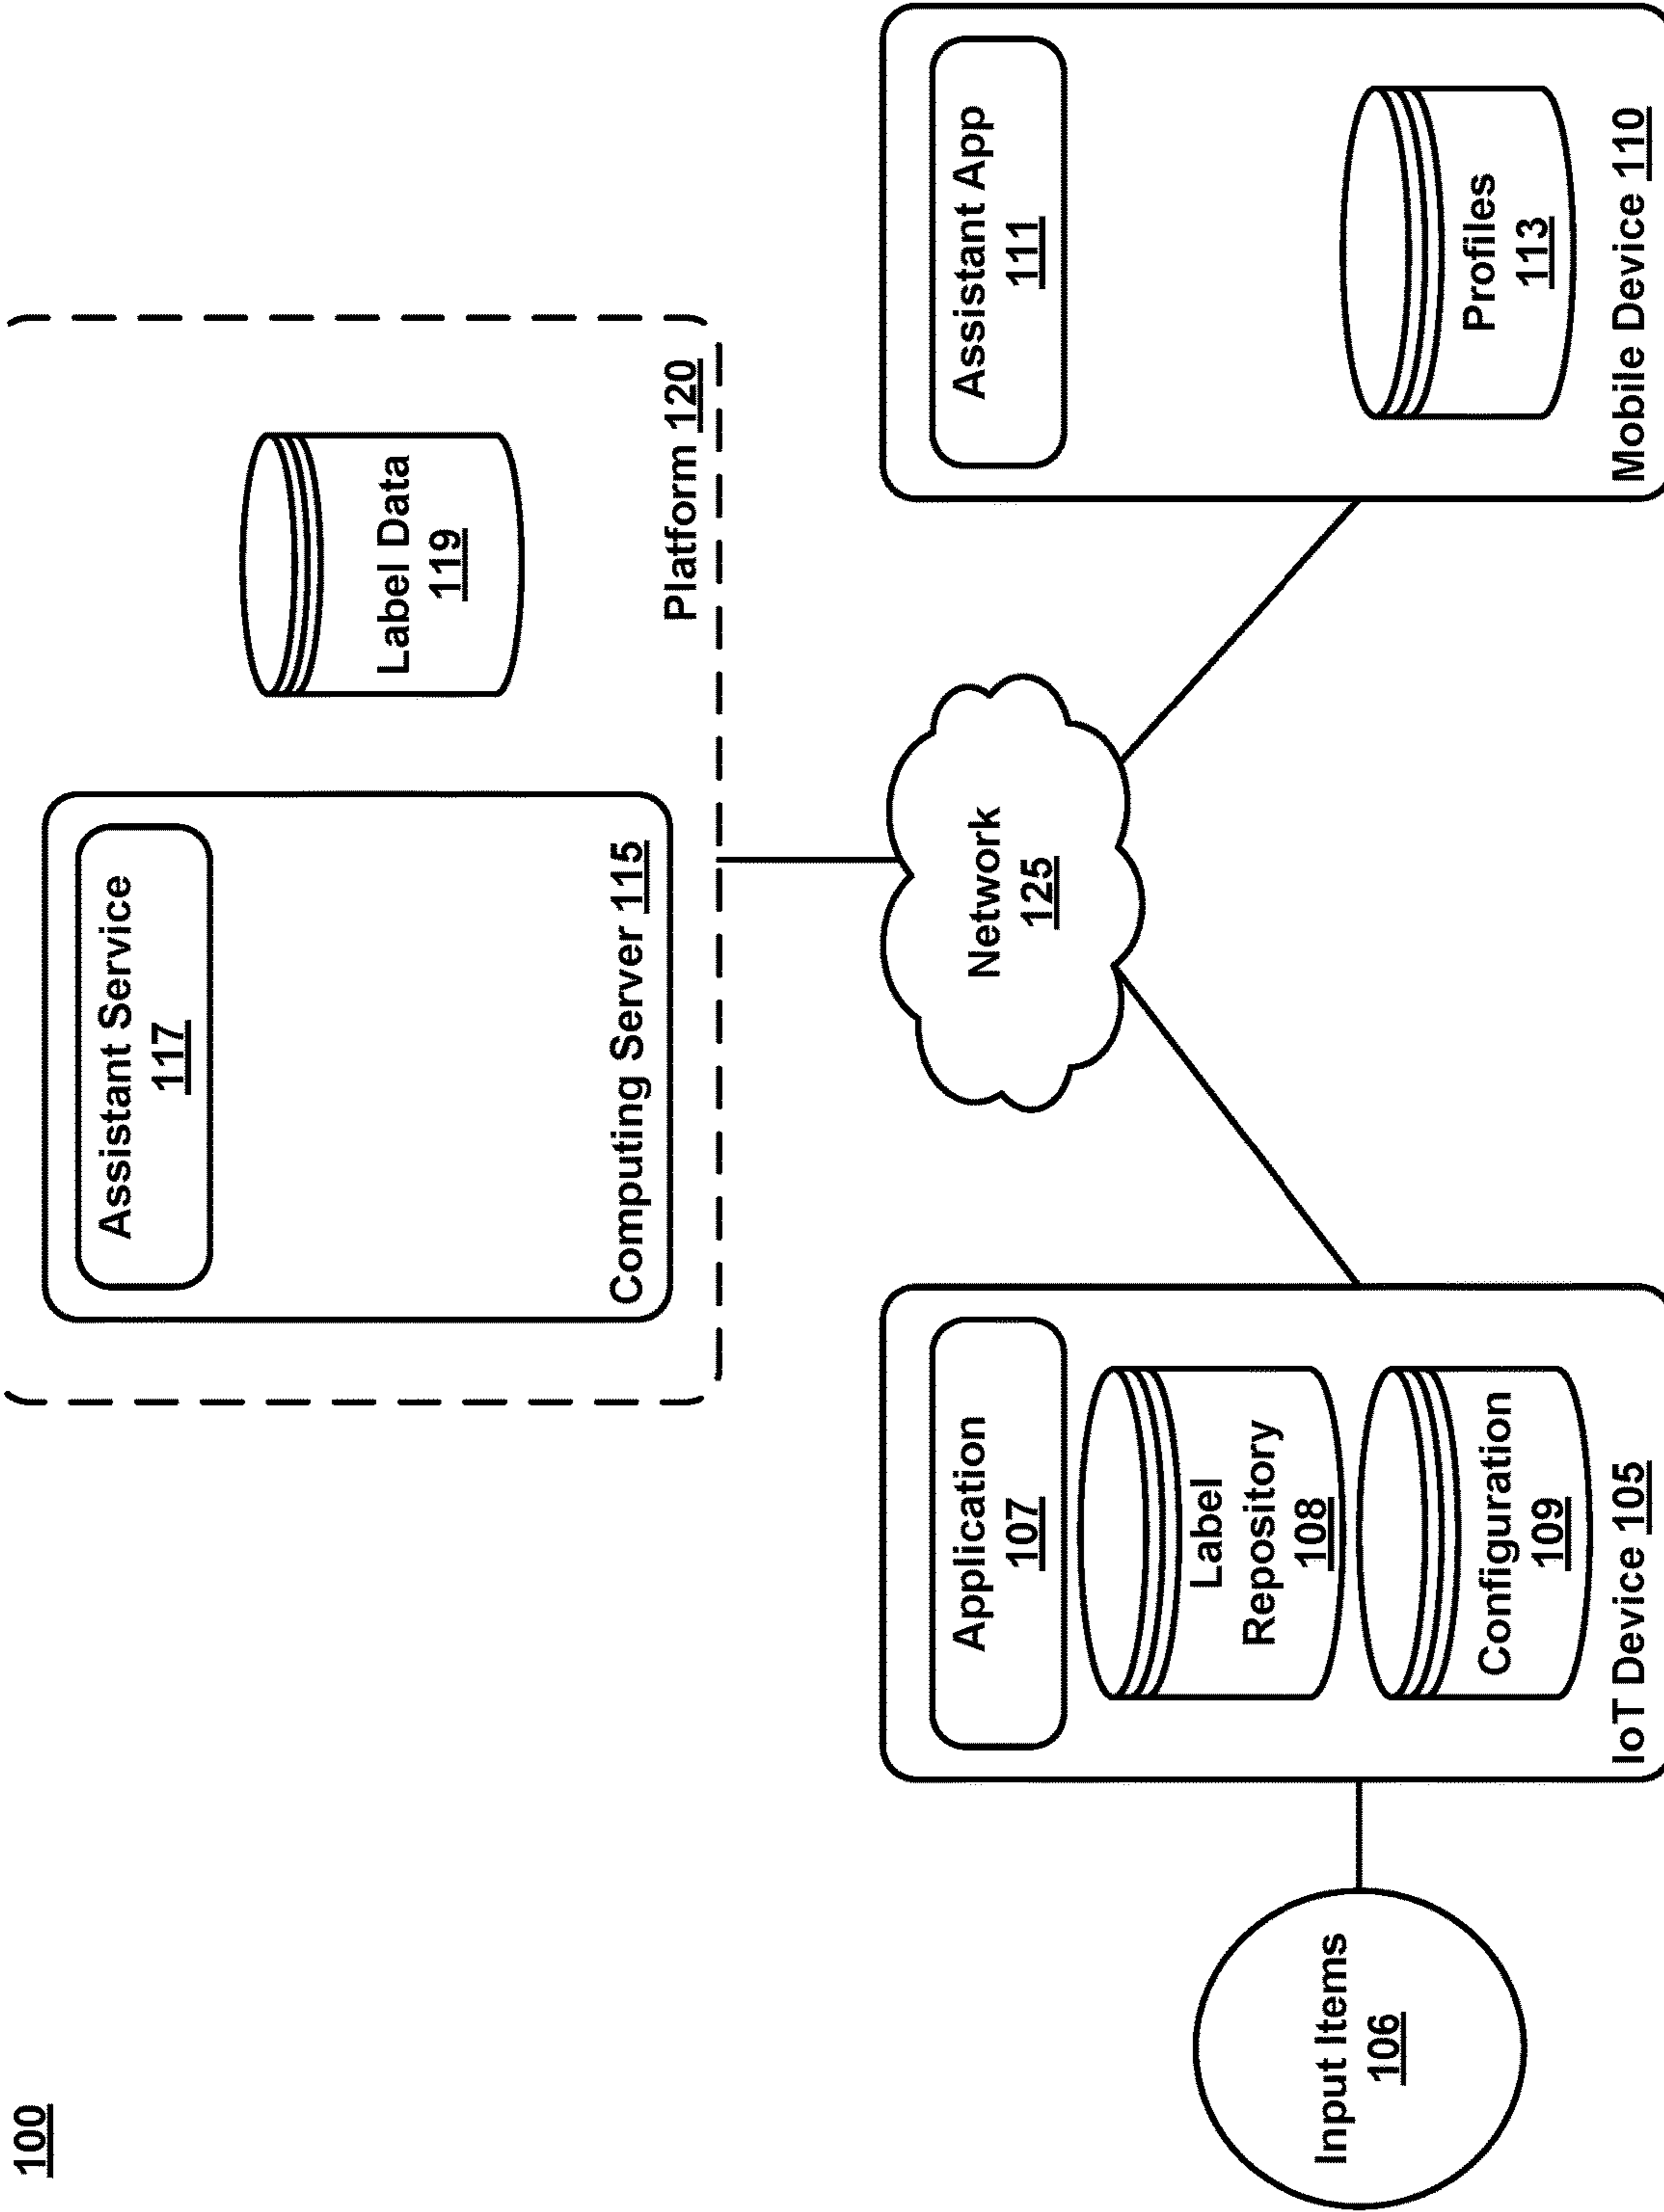 100
Assistant Service
117
Computing Server 115
Label Data
119
Platform 120
Network
125
Input Items
106
Application
107
Label
Repository
108
Configuration
109
IoT Device 105
Assistant App
111
Profiles
113
Mobile Device 110